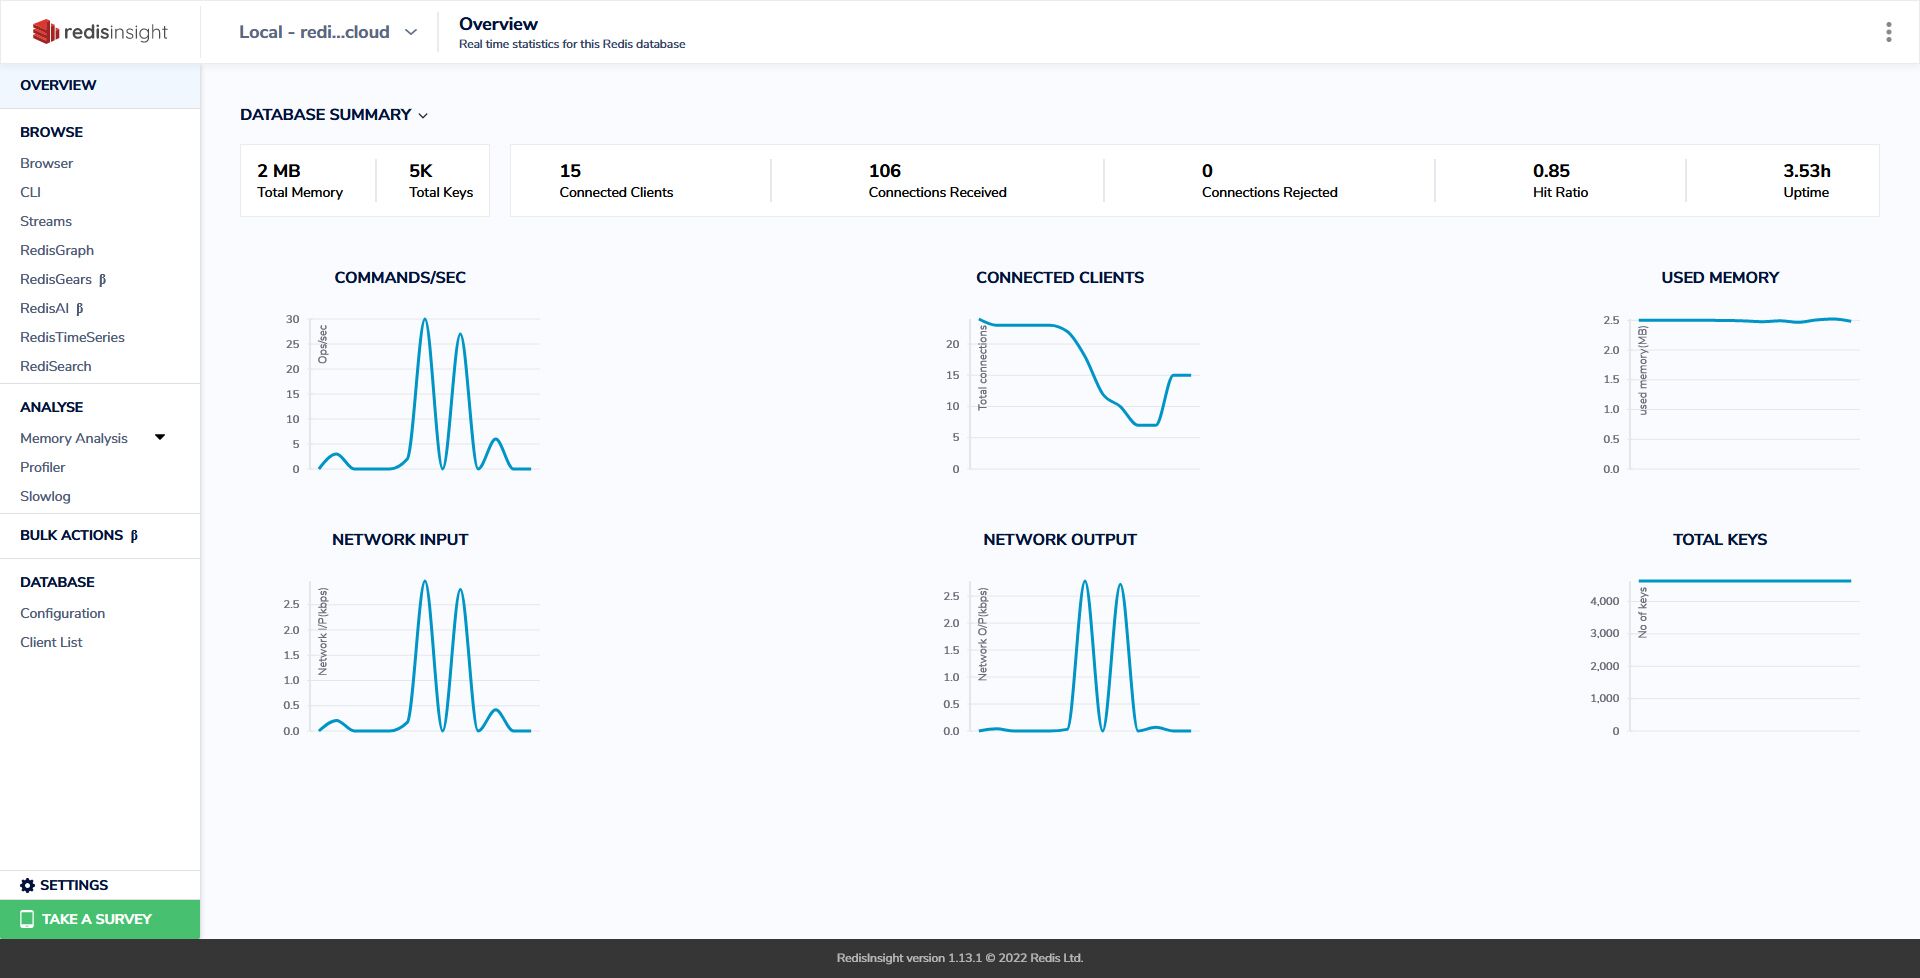 redisinsight
Local - redi...cloud
Overview
Real time statistics for this Redis database
OVERVIEW
BROWSE
Browser
CLI
Streams
RedisGraph
RedisGears β
RedisAI β
RedisTimeSeries
RediSearch
ANALYSE
Memory Analysis
Profiler
Slowlog
BULK ACTIONS β
DATABASE
Configuration
Client List
SETTINGS
TAKE A SURVEY
DATABASE SUMMARY
2 MB
Total Memory
5K
Total Keys
15
Connected Clients
106
Connections Received
0
Connections Rejected
0.85
Hit Ratio
3.53h
Uptime
COMMANDS/SEC
30
25
20
15
10
5
0
Ops/sec
CONNECTED CLIENTS
20
15
10
5
0
Total connections
USED MEMORY
2.5
2.0
1.5
1.0
0.5
0.0
used memory(MB)
NETWORK INPUT
2.5
2.0
1.5
1.0
0.5
0.0
Network I/P(kbps)
NETWORK OUTPUT
2.5
2.0
1.5
1.0
0.5
0.0
Network O/P(kbps)
TOTAL KEYS
4,000
3,000
2,000
1,000
0
No of keys
RedisInsight version 1.13.1 © 2022 Redis Ltd.